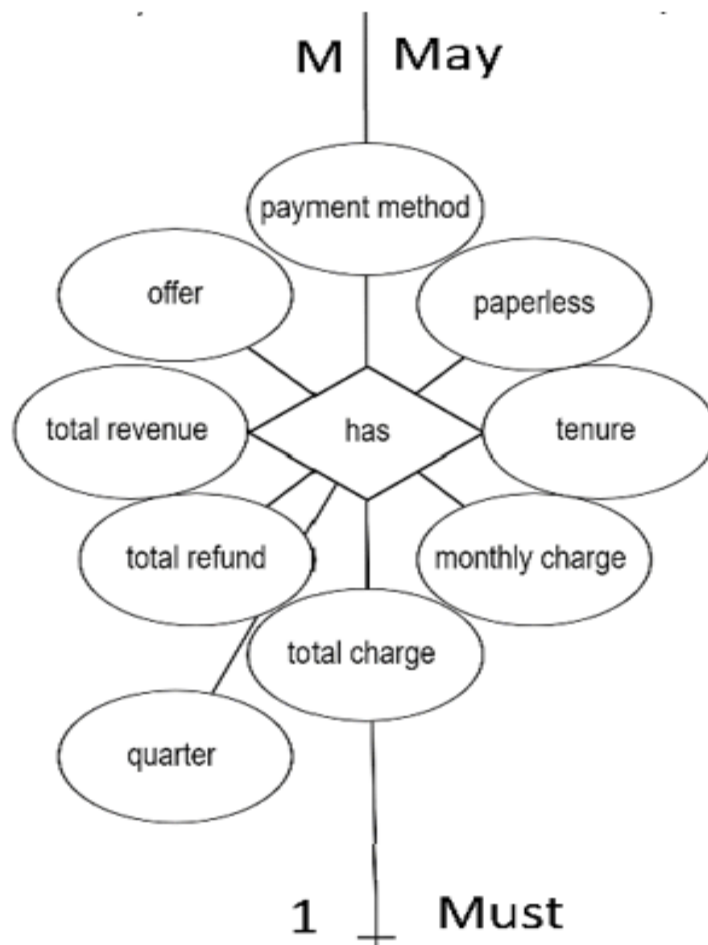 M May
payment method
offer
paperless
total revenue
has
tenure
total refund
monthly charge
total charge
quarter
1 Must